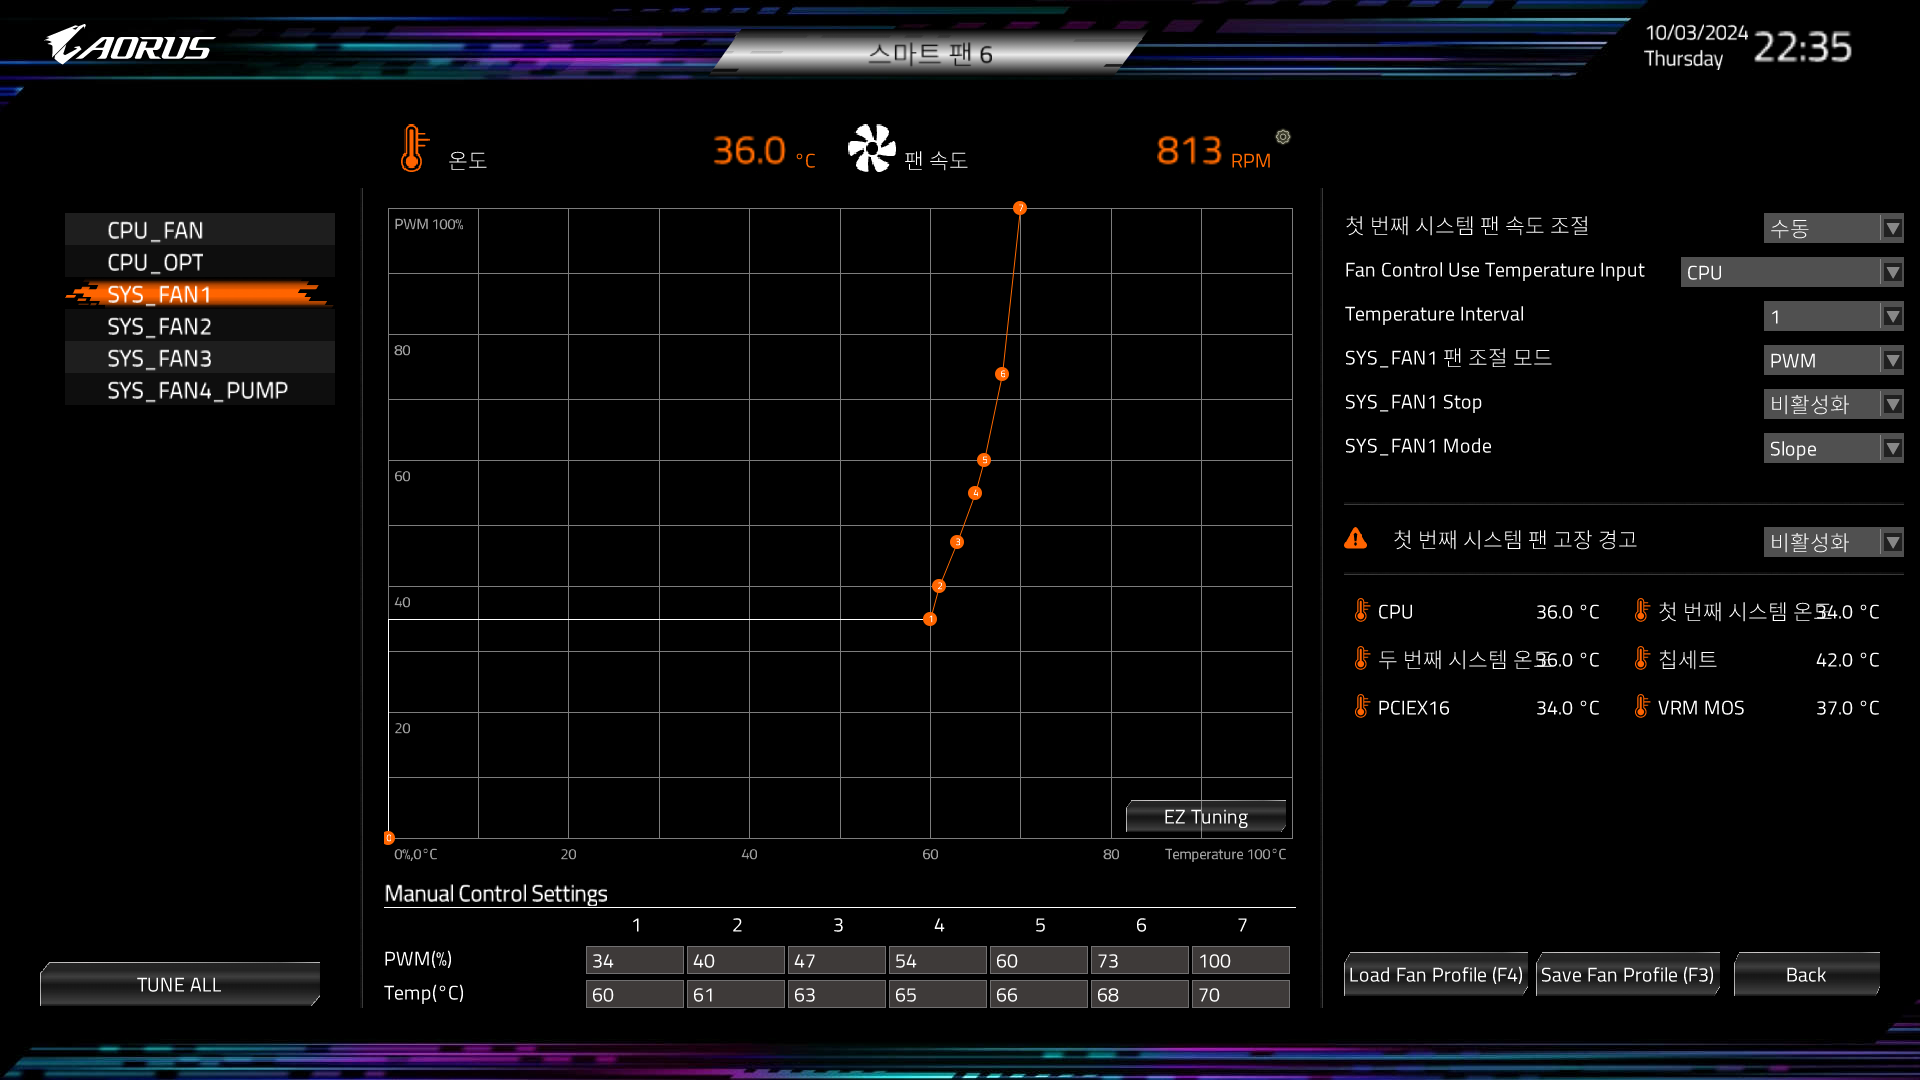 AORUS
스마트 팬 6
10/03/2024
Thursday
22:35
온도
36.0 °C
팬 속도
813 RPM
CPU_FAN
CPU_OPT
SYS_FAN1
SYS_FAN2
SYS_FAN3
SYS_FAN4_PUMP
TUNE ALL
PWM 100%
80
60
40
20
7
6
5
4
3
2
1
0
EZ Tuning
0%,0°C 20 40 60 80 Temperature 100°C
Manual Control Settings
1 2 3 4 5 6 7
PWM(%) 34 40 47 54 60 73 100
Temp(°C) 60 61 63 65 66 68 70
첫 번째 시스템 팬 속도 조절 수동
Fan Control Use Temperature Input CPU
Temperature Interval 1
SYS_FAN1 팬 조절 모드 PWM
SYS_FAN1 Stop 비활성화
SYS_FAN1 Mode Slope
첫 번째 시스템 팬 고장 경고 비활성화
CPU 36.0 °C 첫 번째 시스템 온도 34.0 °C
두 번째 시스템 온도 36.0 °C 칩세트 42.0 °C
PCIEX16 34.0 °C VRM MOS 37.0 °C
Load Fan Profile (F4) Save Fan Profile (F3) Back